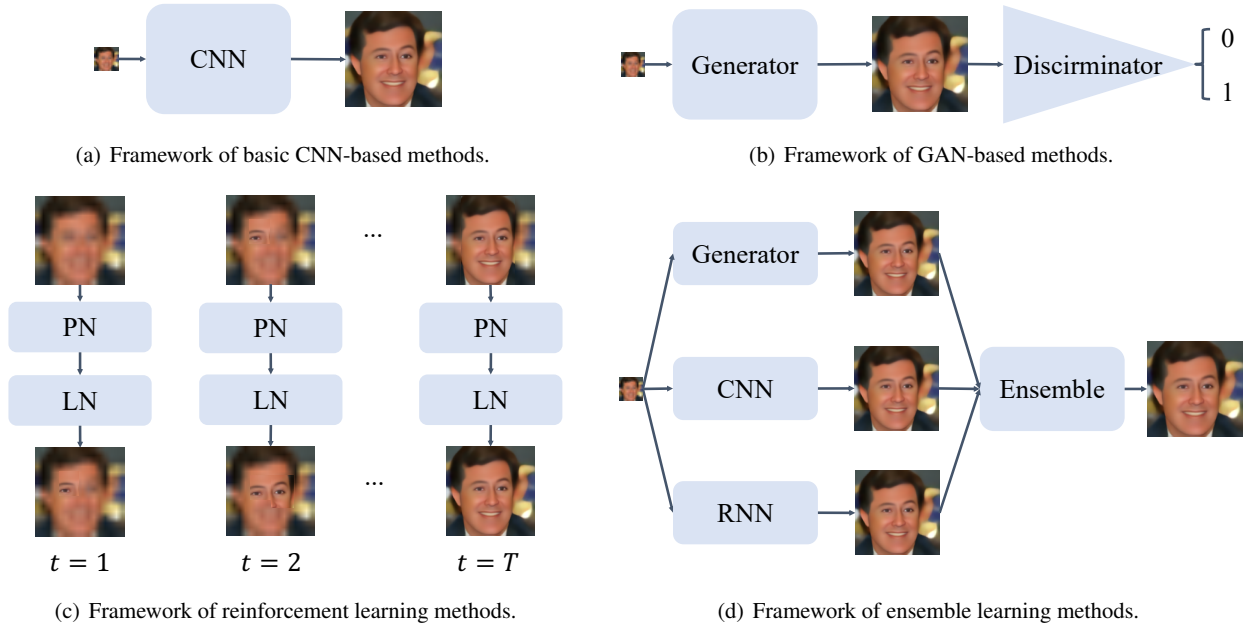 CNN
(a) Framework of basic CNN-based methods.
Generator
Discirminator
0
1
(b) Framework of GAN-based methods.
...
PN PN PN
LN LN LN
...
t = 1 t = 2 t = T
(c) Framework of reinforcement learning methods.
Generator
CNN
Ensemble
RNN
(d) Framework of ensemble learning methods.